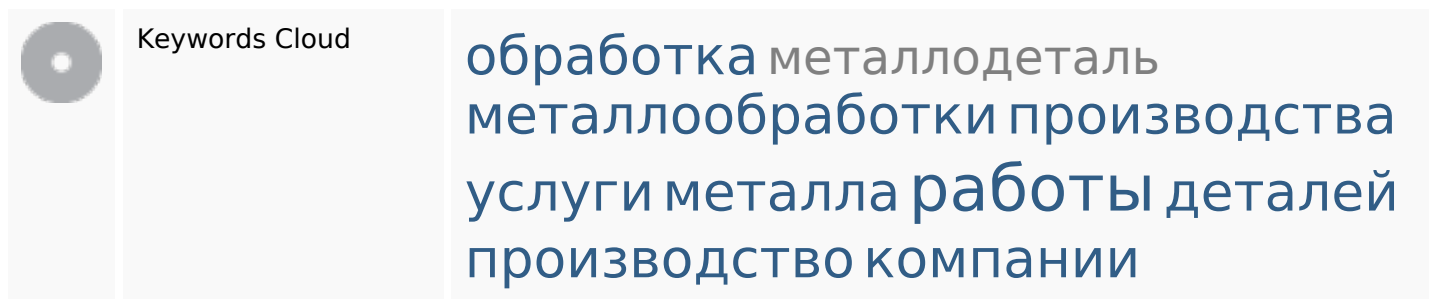 Keywords Cloud
обработка металлодеталь
металлообработки производства
услуги металла работы деталей
производство компании